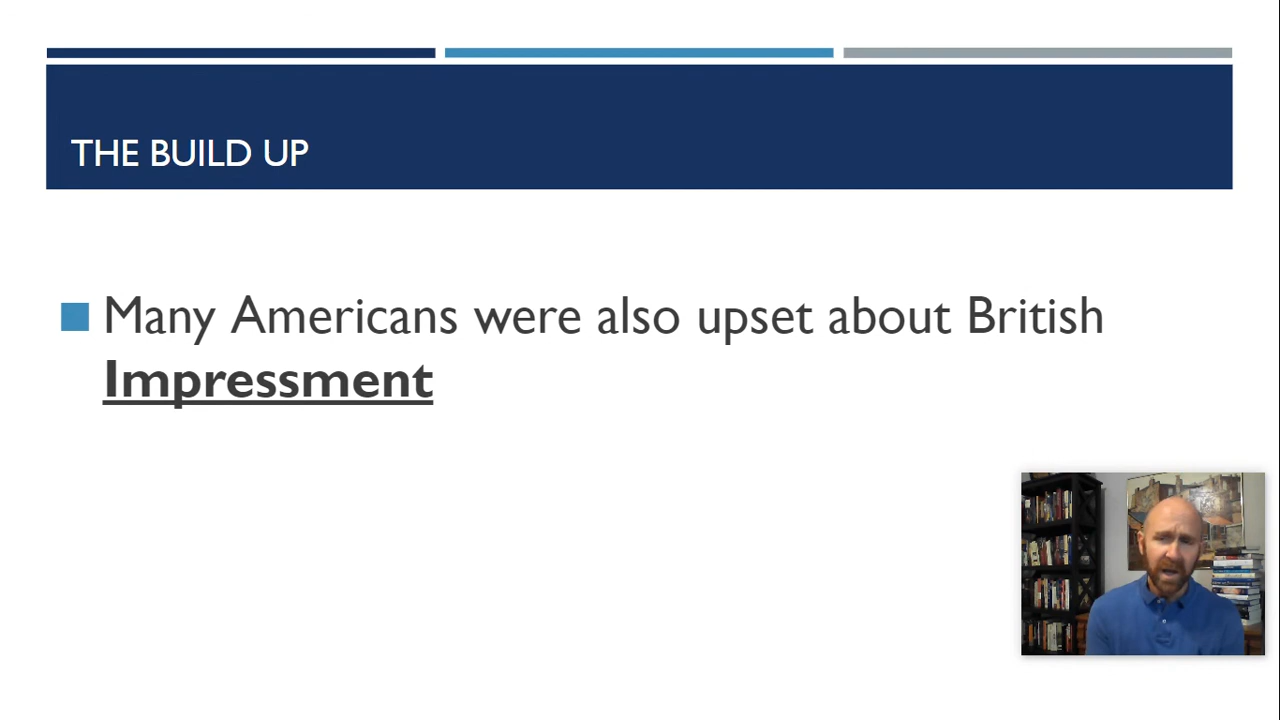 THE BUILD UP
Many Americans were also upset about British
Impressment